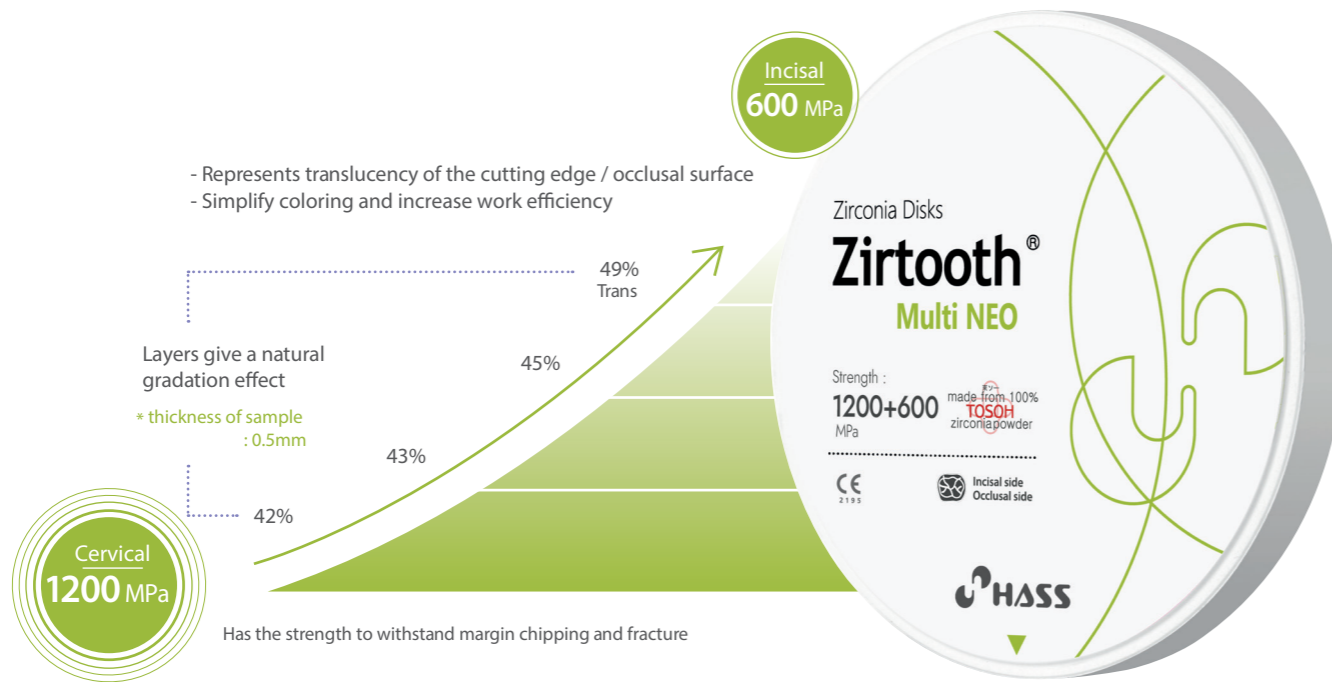 Incisal
600 MPa
- Represents translucency of the cutting edge / occlusal surface
- Simplify coloring and increase work efficiency
49%
Trans
Layers give a natural
gradation effect
* thickness of sample
: 0.5mm
45%
43%
42%
Cervical
1200 MPa
Has the strength to withstand margin chipping and fracture
Zirconia Disks
Zirtooth®
Multi NEO
Strength :
1200+600
MPa
東ソー
made from 100%
TOSOH
zirconia powder
CE
2195
Incisal side
Occlusal side
HASS